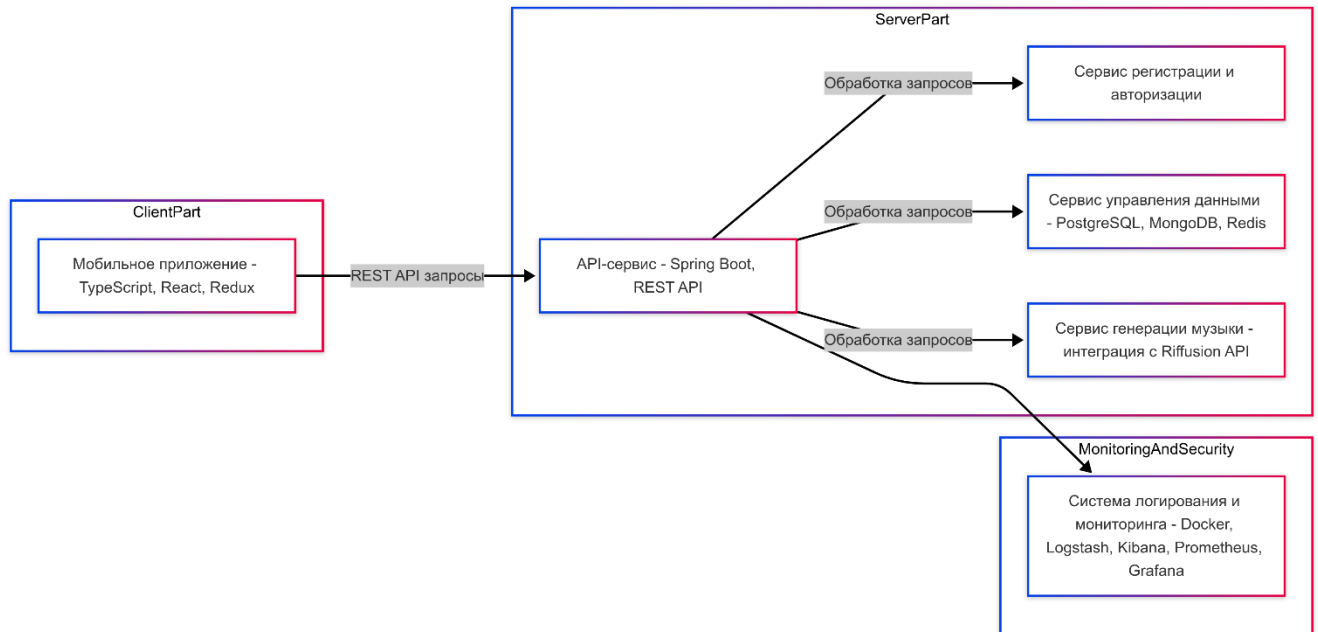 ServerPart
Обработка запросов
Сервис регистрации и
авторизации
ClientPart
Мобильное приложение -
TypeScript, React, Redux
REST API запросы
API-сервис - Spring Boot,
REST API
Обработка запросов
Сервис управления данными
- PostgreSQL, MongoDB, Redis
Обработка запросов
Сервис генерации музыки -
интеграция с Riffusion API
MonitoringAndSecurity
Система логирования и
мониторинга - Docker,
Logstash, Kibana, Prometheus,
Grafana